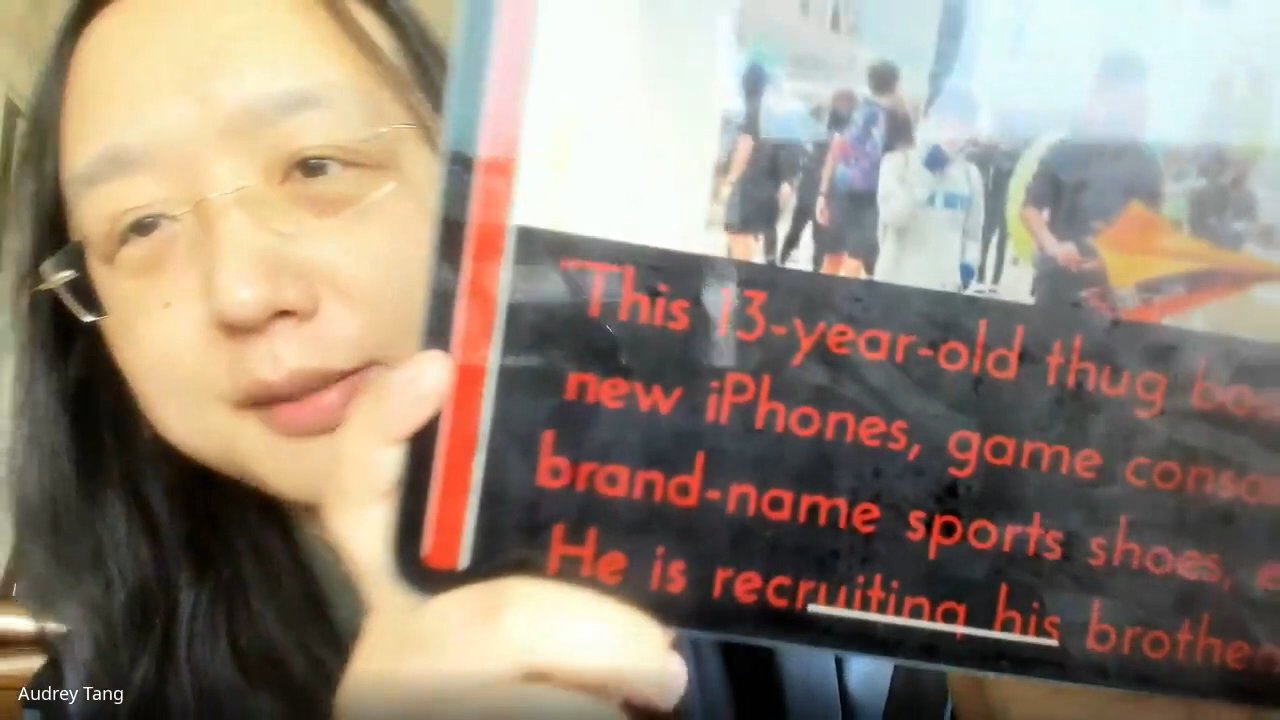 This 13-year-old thug
new iPhones, game
brand-name sports shoes,
He is recruiting his
Audrey Tang